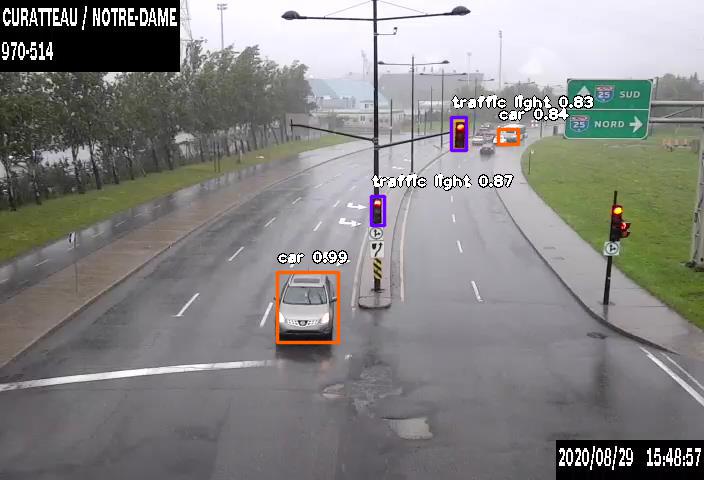 CURATTEAU / NOTRE-DAME
970-514
traffic light 0.83
car 0.84
25 SUD
25 NORD
traffic light 0.87
car 0.99
2020/08/29 15:48:57